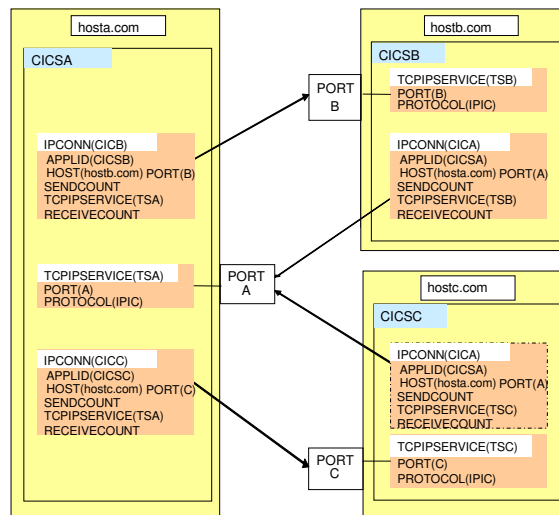 hosta.com
CICSA
IPCONN(CICB)
APPLID(CICSB)
HOST(hostb.com) PORT(B)
SENDCOUNT
TCPIPSERVICE(TSA)
RECEIVECOUNT
TCPIPSERVICE(TSA)
PORT(A)
PROTOCOL(IPIC)
IPCONN(CICC)
APPLID(CICSC)
HOST(hostc.com) PORT(C)
SENDCOUNT
TCPIPSERVICE(TSA)
RECEIVECOUNT
PORT
B
PORT
A
PORT
C
hostb.com
CICSB
TCPIPSERVICE(TSB)
PORT(B)
PROTOCOL(IPIC)
IPCONN(CICA)
APPLID(CICSA)
HOST(hosta.com) PORT(A)
SENDCOUNT
TCPIPSERVICE(TSB)
RECEIVECOUNT
hostc.com
CICSC
IPCONN(CICA)
APPLID(CICSA)
HOST(hosta.com) PORT(A)
SENDCOUNT
TCPIPSERVICE(TSC)
RECEIVECOUNT
TCPIPSERVICE(TSC)
PORT(C)
PROTOCOL(IPIC)